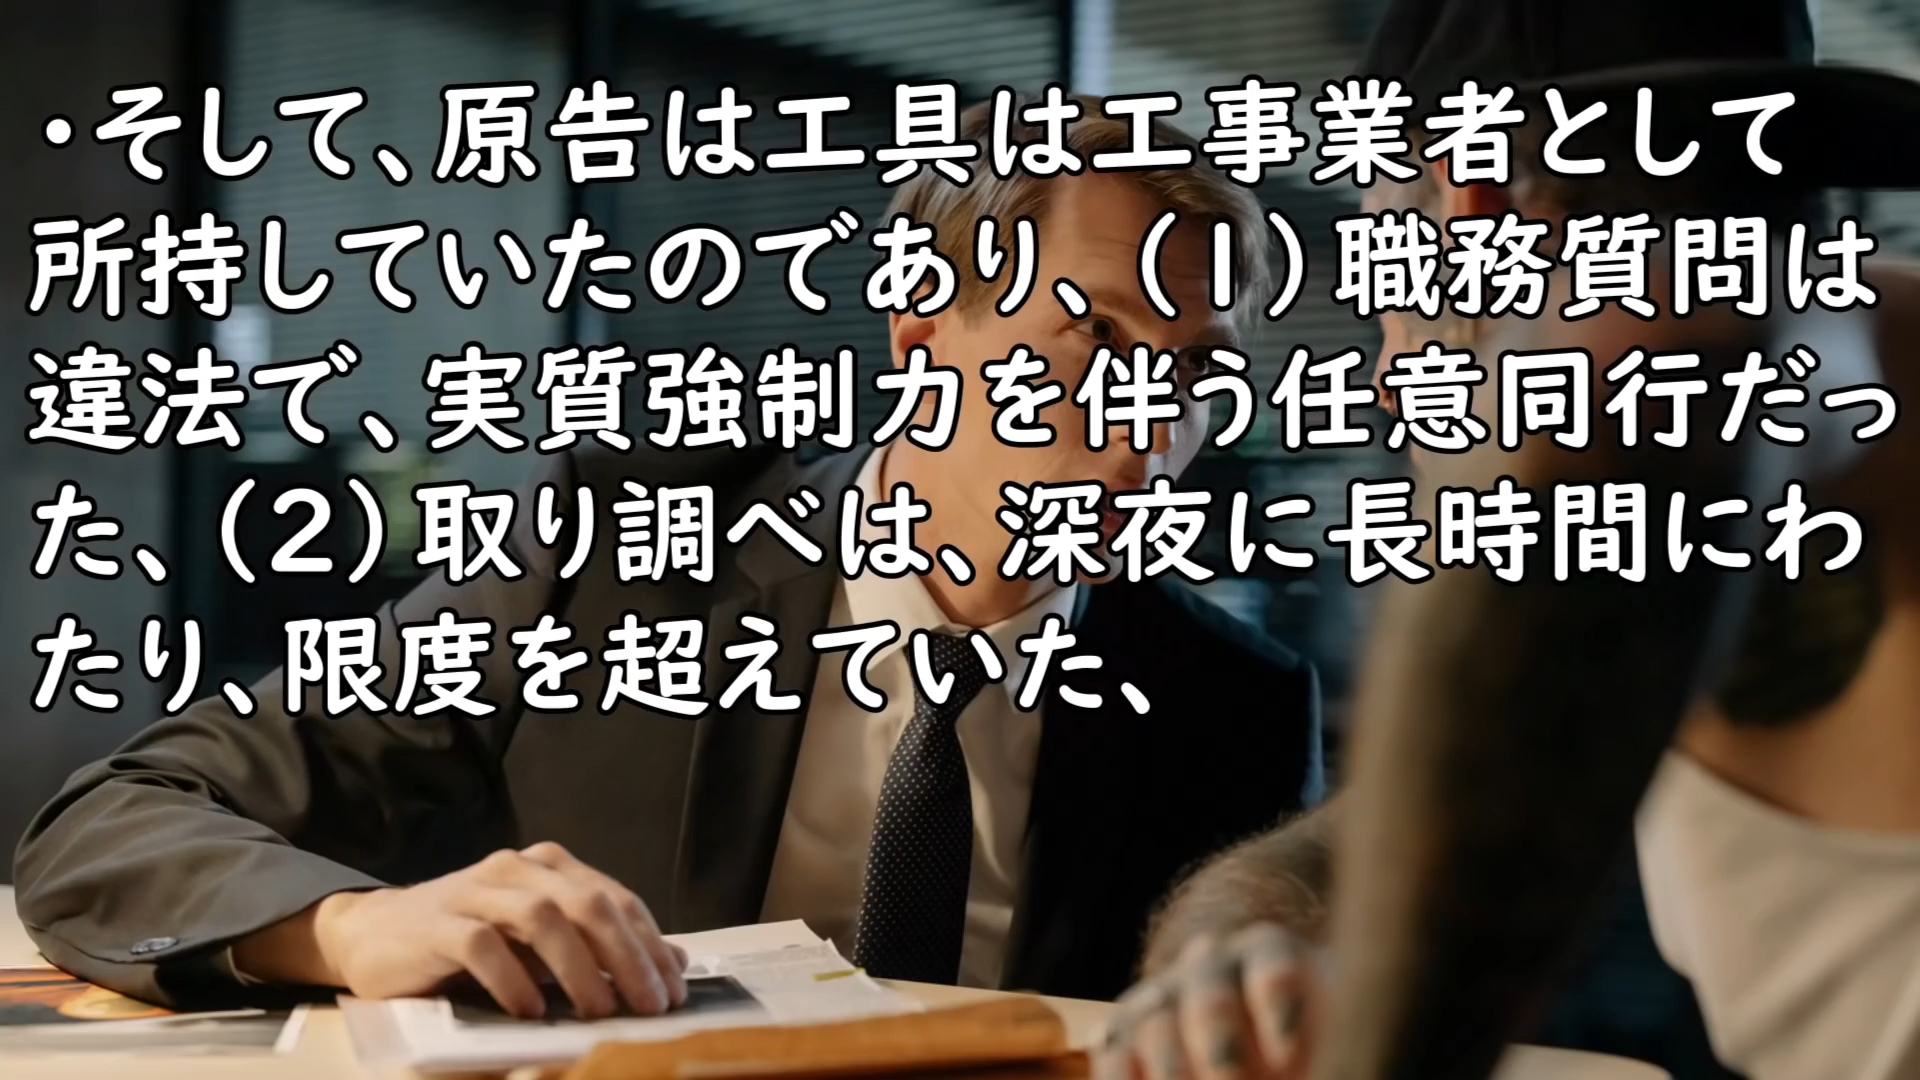 ・そして、原告は工具は工事業者として
所持していたのであり、（１）職務質問は
違法で、実質強制力を伴う任意同行だっ
た、（２）取り調べは、深夜に長時間にわ
たり、限度を超えていた、